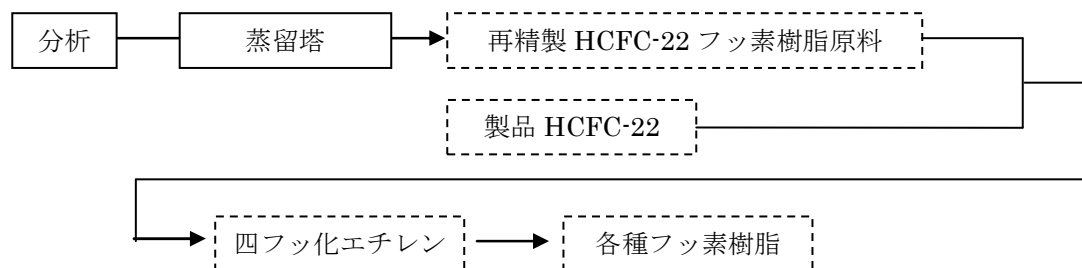 分析
蒸留塔
再精製 HCFC-22 フッ素樹脂原料
製品 HCFC-22
四フッ化エチレン
各種フッ素樹脂